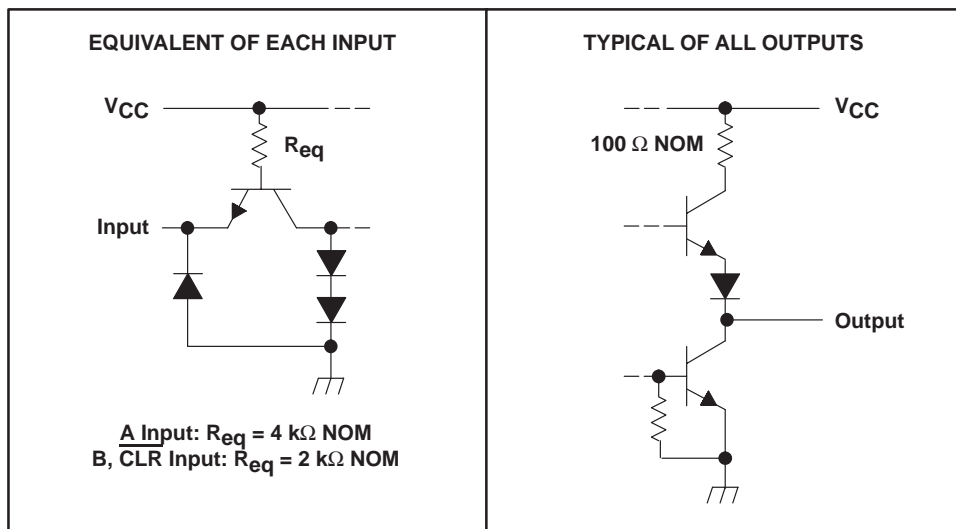 EQUIVALENT OF EACH INPUT
VCC
Req
Input
A Input: Req = 4 kΩ NOM
B, CLR Input: Req = 2 kΩ NOM
TYPICAL OF ALL OUTPUTS
VCC
100 Ω NOM
Output